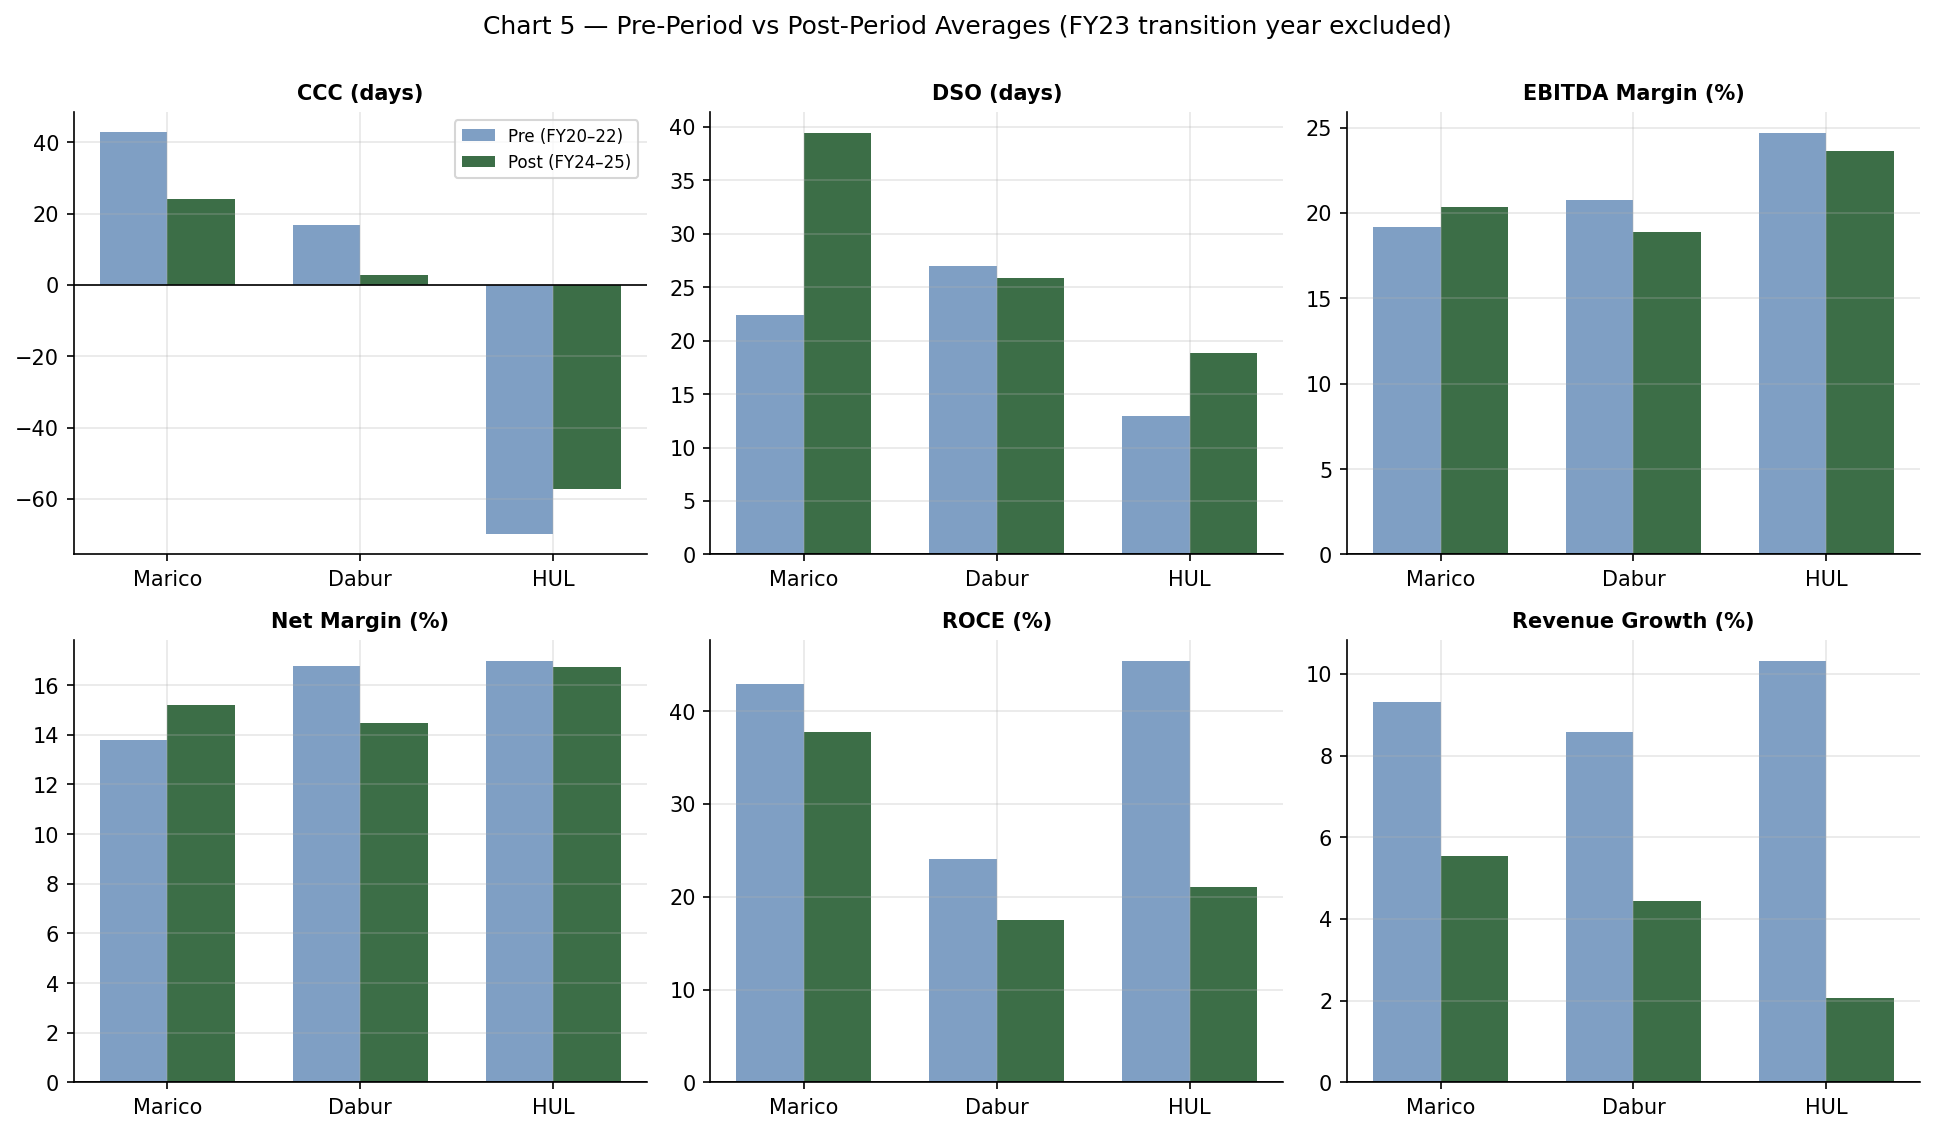 Chart 5 — Pre-Period vs Post-Period Averages (FY23 transition year excluded)
CCC (days)
40
20
0
−20
−40
−60
Marico Dabur HUL
Pre (FY20–22)
Post (FY24–25)
DSO (days)
40
35
30
25
20
15
10
5
0
Marico Dabur HUL
EBITDA Margin (%)
25
20
15
10
5
0
Marico Dabur HUL
Net Margin (%)
16
14
12
10
8
6
4
2
0
Marico Dabur HUL
ROCE (%)
40
30
20
10
0
Marico Dabur HUL
Revenue Growth (%)
10
8
6
4
2
0
Marico Dabur HUL